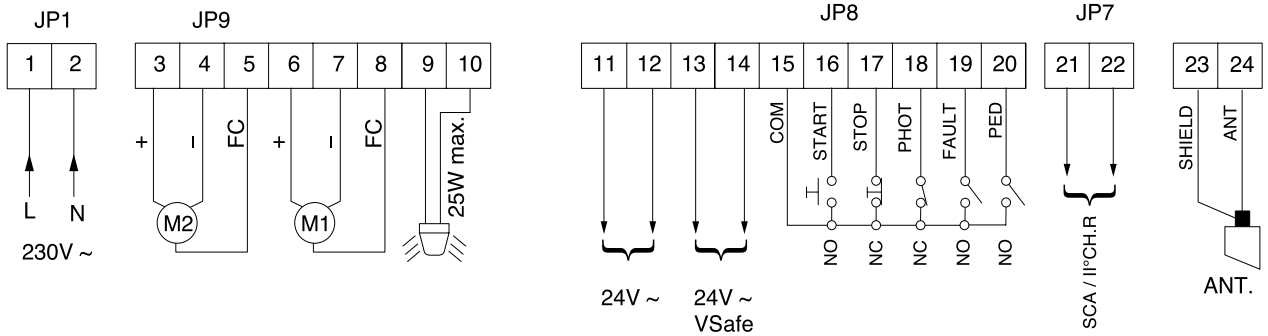 JP1
JP9
JP8
JP7
1 2
3 4 5 6 7 8 9 10
11 12 13 14 15 16 17 18 19 20
21 22
23 24
L N
230V ~
+ – FC
+ – FC
25W max.
M2
M1
24V ~
24V ~
VSafe
COM
START
STOP
PHOT
FAULT
PED
NO
NC
NC
NO
NO
SCA / II°CH.R
SHIELD
ANT
ANT.